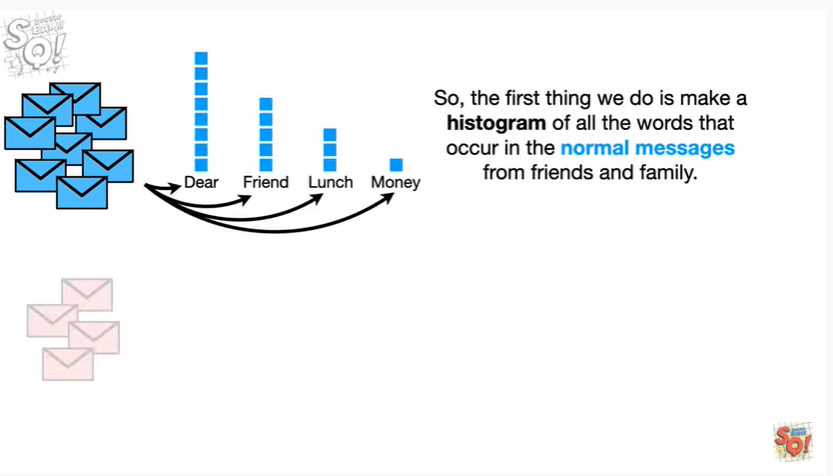 So, the first thing we do is make a
histogram of all the words that
occur in the normal messages
from friends and family.
Dear Friend Lunch Money